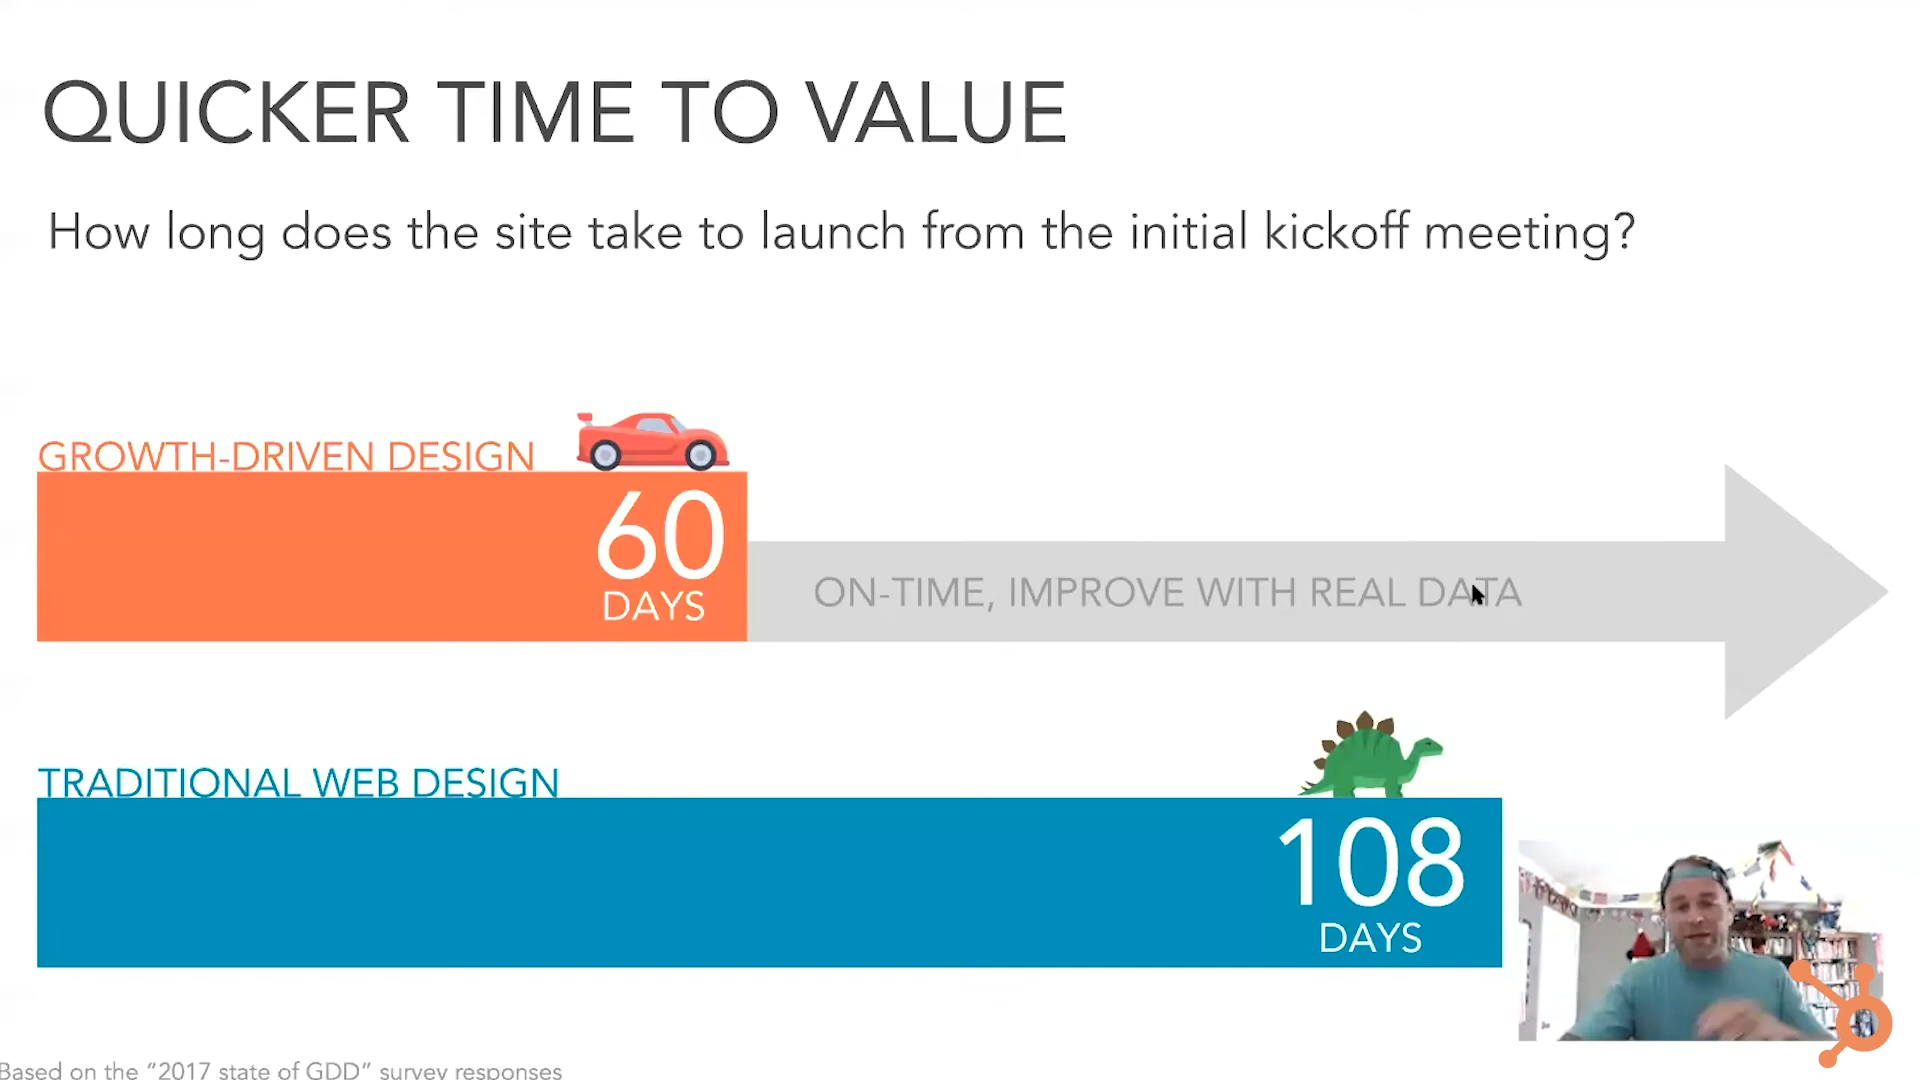 QUICKER TIME TO VALUE
How long does the site take to launch from the initial kickoff meeting?
GROWTH-DRIVEN DESIGN
60
DAYS
ON-TIME, IMPROVE WITH REAL DATA
TRADITIONAL WEB DESIGN
108
DAYS
Based on the “2017 state of GDD” survey responses